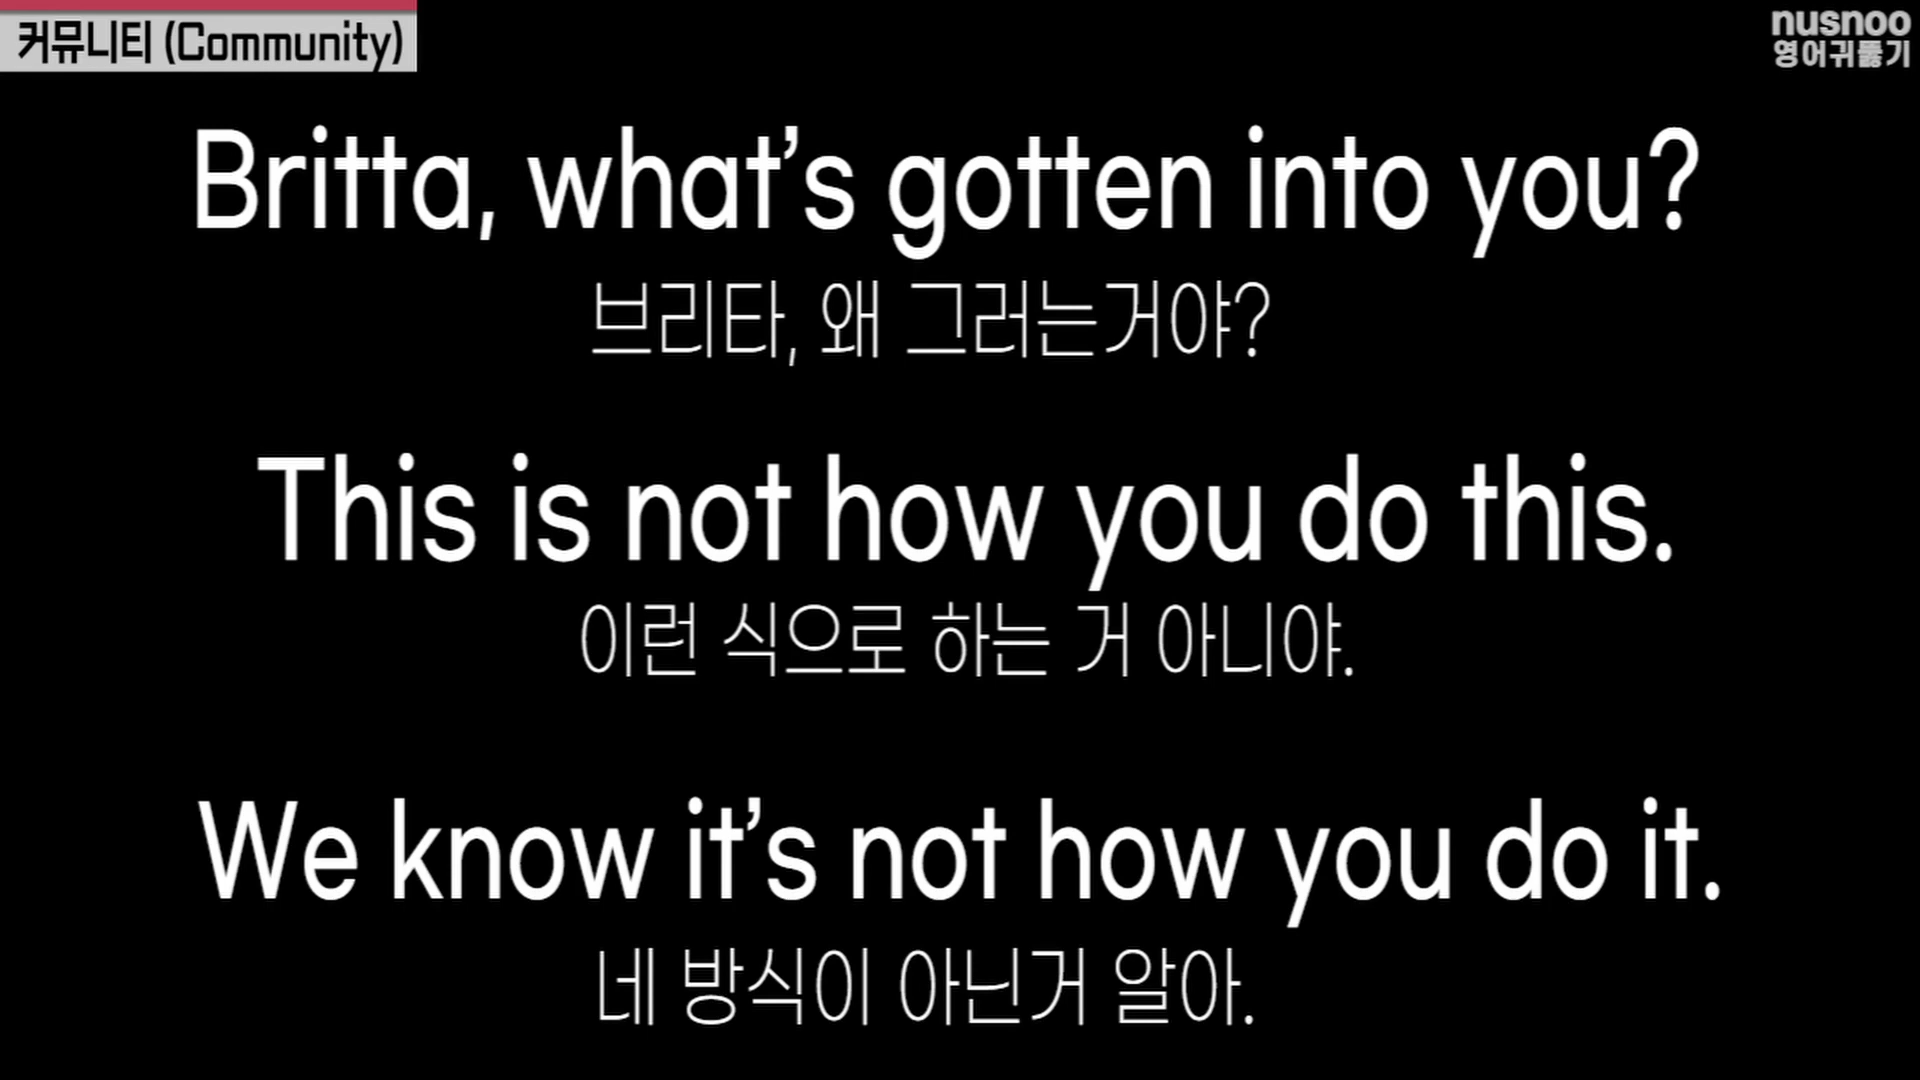 커뮤니티 (Community)
nusnoo
영어귀뚫기
Britta, what’s gotten into you?
브리타, 왜 그러는거야?
This is not how you do this.
이런 식으로 하는 거 아니야.
We know it’s not how you do it.
네 방식이 아닌거 알아.